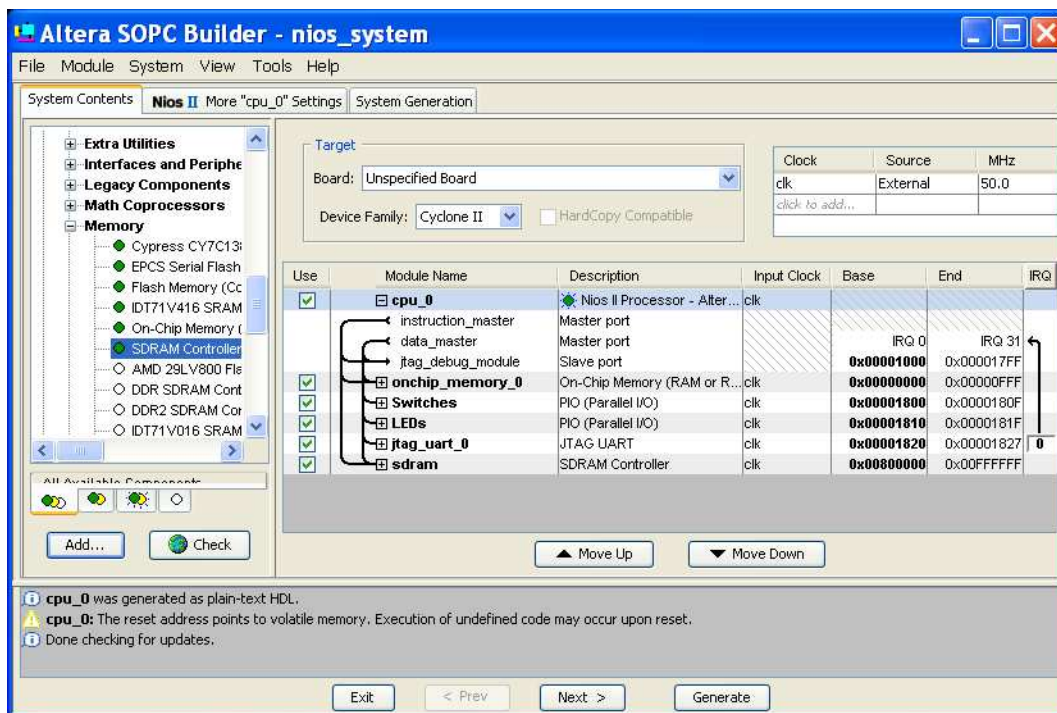 Altera SOPC Builder - nios_system
File Module System View Tools Help
System Contents Nios II More "cpu_0" Settings System Generation
Extra Utilities
Interfaces and Periphe
Legacy Components
Math Coprocessors
Memory
Cypress CY7C13
EPCS Serial Flash
Flash Memory (Cc
IDT71V416 SRAM
On-Chip Memory (
SDRAM Controller
AMD 29LV800 Fla
DDR SDRAM Cont
DDR2 SDRAM Cor
IDT71V016 SRAM
All Available Components
Add... Check
Target
Board: Unspecified Board
Device Family: Cyclone II HardCopy Compatible
Clock Source MHz
clk External 50.0
click to add...
Use Module Name Description Input Clock Base End IRQ
cpu_0 Nios II Processor - Alter... clk
instruction_master Master port
data_master Master port IRQ 0 IRQ 31
jtag_debug_module Slave port 0x00001000 0x000017FF
onchip_memory_0 On-Chip Memory (RAM or R... clk 0x00000000 0x00000FFF
Switches PIO (Parallel I/O) clk 0x00001800 0x0000180F
LEDs PIO (Parallel I/O) clk 0x00001810 0x0000181F
jtag_uart_0 JTAG UART clk 0x00001820 0x00001827 0
sdram SDRAM Controller clk 0x00800000 0x00FFFFFF
Move Up Move Down
cpu_0 was generated as plain-text HDL.
cpu_0: The reset address points to volatile memory. Execution of undefined code may occur upon reset.
Done checking for updates.
Exit < Prev Next > Generate